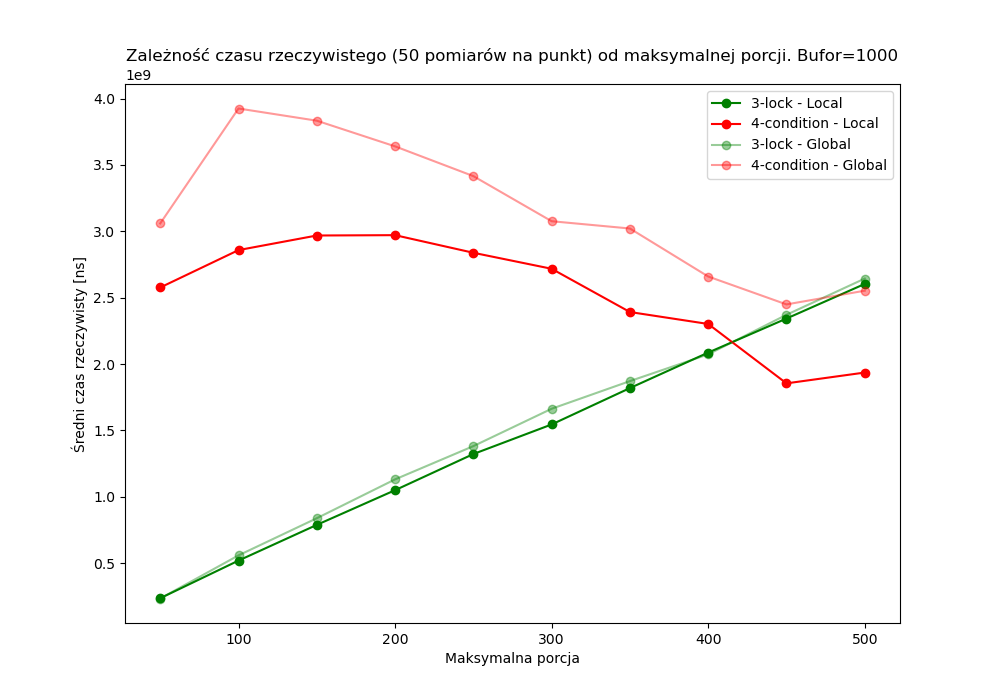 Zależność czasu rzeczywistego (50 pomiarów na punkt) od maksymalnej porcji. Bufor=1000
1e9
4.0
3.5
3.0
2.5
2.0
1.5
1.0
0.5
Średni czas rzeczywisty [ns]
3-lock - Local
4-condition - Local
3-lock - Global
4-condition - Global
100 200 300 400 500
Maksymalna porcja